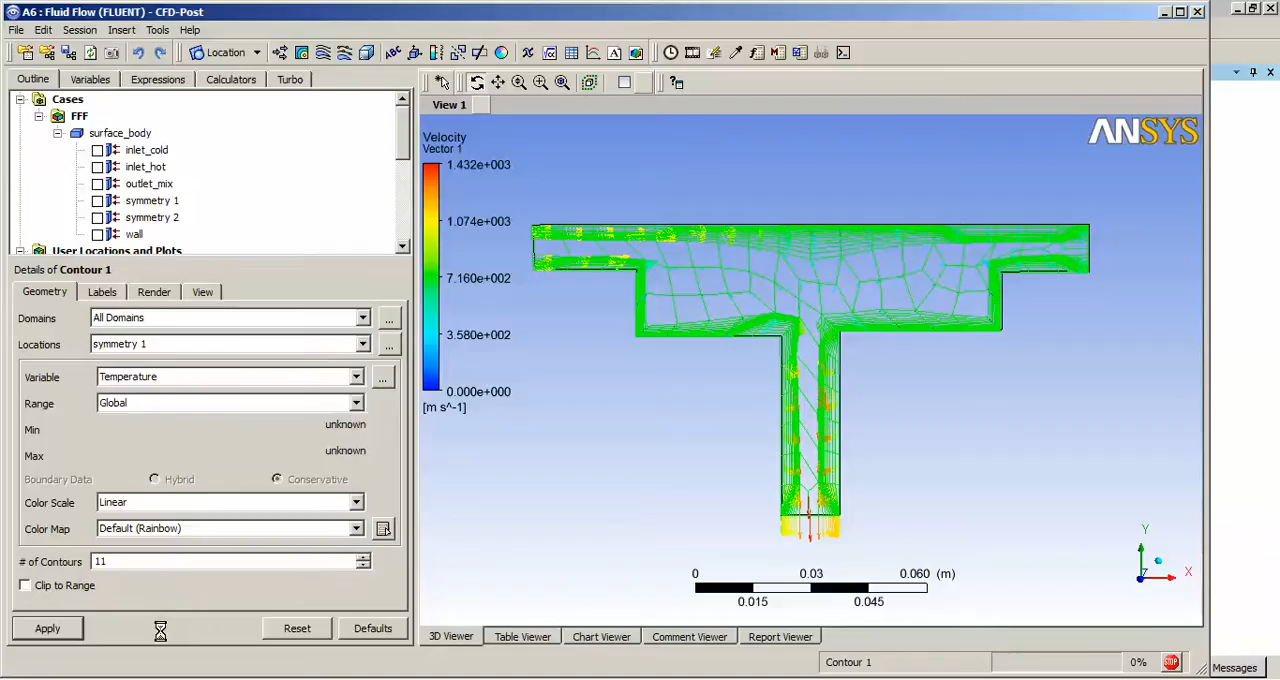 A6 : Fluid Flow (FLUENT) - CFD-Post
File Edit Session Insert Tools Help
Location
Outline Variables Expressions Calculators Turbo
Cases
FFF
surface_body
inlet_cold
inlet_hot
outlet_mix
symmetry 1
symmetry 2
wall
User Locations and Plots
Details of Contour 1
Geometry Labels Render View
Domains All Domains ...
Locations symmetry 1 ...
Variable Temperature ...
Range Global
Min unknown
Max unknown
Boundary Data Hybrid Conservative
Color Scale Linear
Color Map Default (Rainbow)
# of Contours 11
Clip to Range
Apply Reset Defaults
View 1
Velocity
Vector 1
1.432e+003
1.074e+003
7.160e+002
3.580e+002
0.000e+000
[m s^-1]
ANSYS
0 0.03 0.060 (m)
0.015 0.045
Y
X
Z
3D Viewer Table Viewer Chart Viewer Comment Viewer Report Viewer
Contour 1 0% STOP
Messages